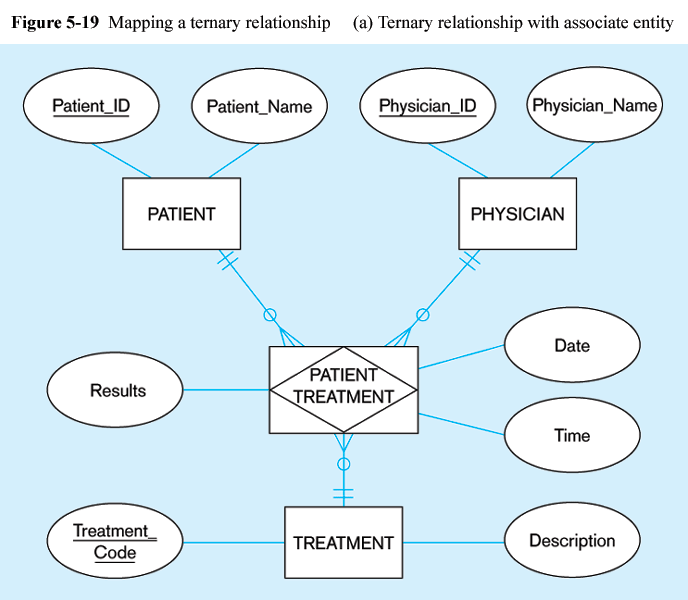 Figure 5-19 Mapping a ternary relationship (a) Ternary relationship with associate entity
Patient_ID
Patient_Name
Physician_ID
Physician_Name
PATIENT
PHYSICIAN
Results
PATIENT
TREATMENT
Date
Time
Treatment_
Code
TREATMENT
Description